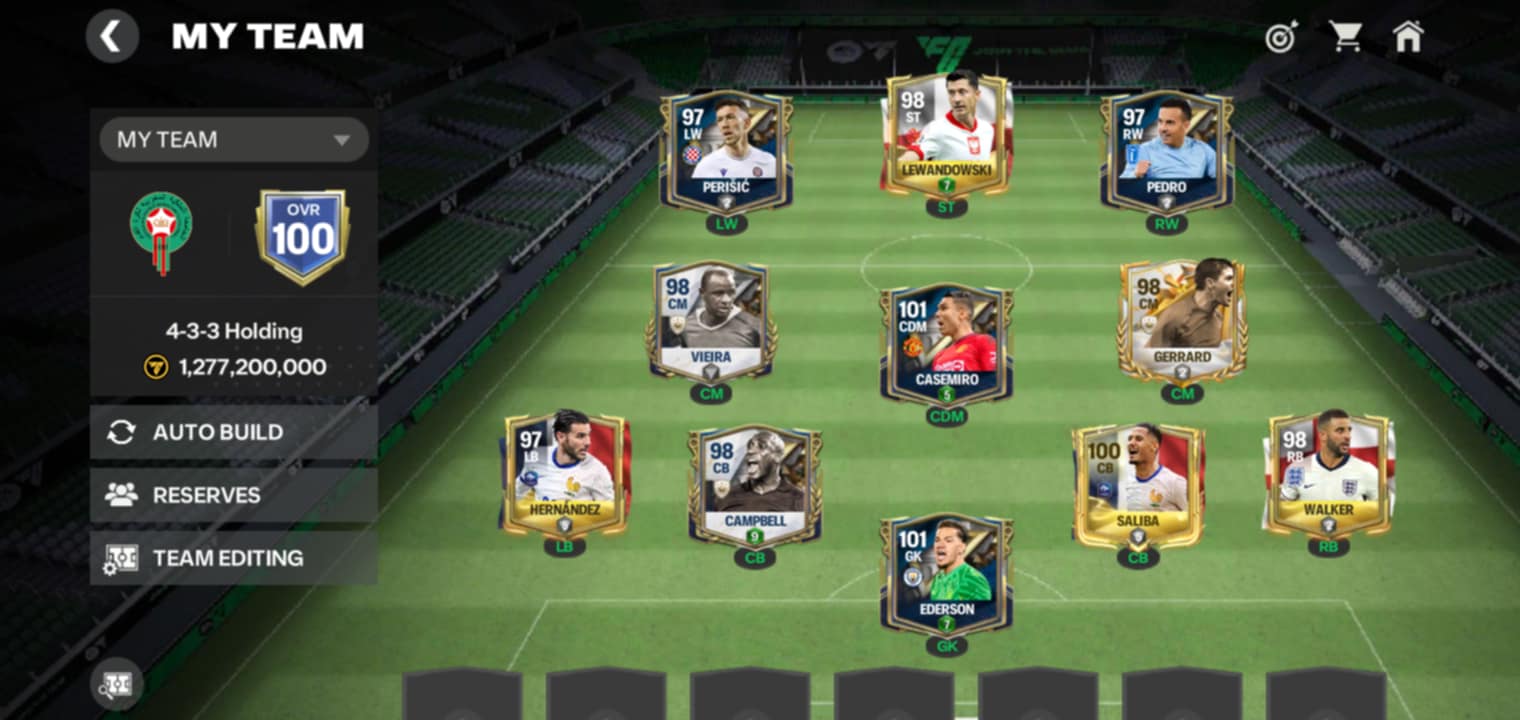 MY TEAM
MY TEAM
OVR
100
4-3-3 Holding
1,277,200,000
AUTO BUILD
RESERVES
TEAM EDITING
97
LW
PERIŠIĆ
LW
98
ST
LEWANDOWSKI
7
ST
97
RW
PEDRO
RW
98
CM
VIEIRA
CM
101
CDM
CASEMIRO
5
CDM
98
CM
GERRARD
2
CM
97
LB
HERNÁNDEZ
LB
98
CB
CAMPBELL
9
CB
100
CB
SALIBA
CB
98
RB
WALKER
RB
101
GK
EDERSON
7
GK